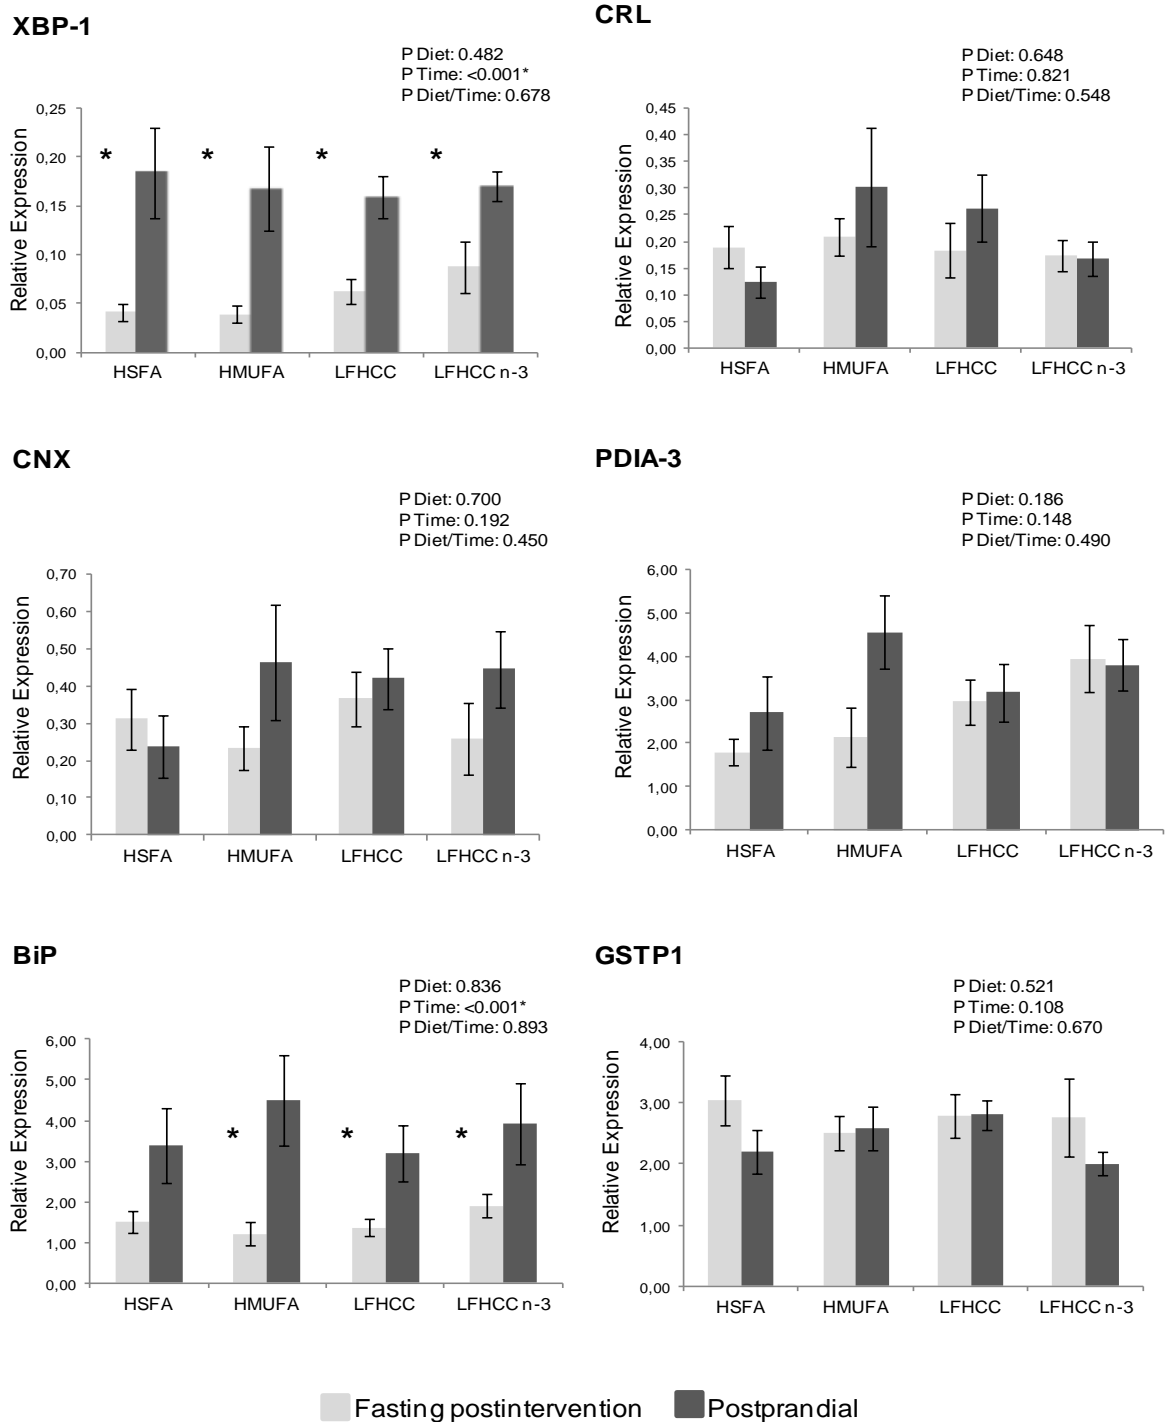 XBP-1
P Diet: 0.482
P Time: <0.001*
P Diet/Time: 0.678
Relative Expression
0,25
0,20
0,15
0,10
0,05
0,00
* * * *
HSFA HMUFA LFHCC LFHCC n-3
CRL
P Diet: 0.648
P Time: 0.821
P Diet/Time: 0.548
Relative Expression
0,45
0,40
0,35
0,30
0,25
0,20
0,15
0,10
0,05
0,00
HSFA HMUFA LFHCC LFHCC n-3
CNX
P Diet: 0.700
P Time: 0.192
P Diet/Time: 0.450
Relative Expression
0,70
0,60
0,50
0,40
0,30
0,20
0,10
0,00
HSFA HMUFA LFHCC LFHCC n-3
PDIA-3
P Diet: 0.186
P Time: 0.148
P Diet/Time: 0.490
Relative Expression
6,00
5,00
4,00
3,00
2,00
1,00
0,00
HSFA HMUFA LFHCC LFHCC n-3
BiP
P Diet: 0.836
P Time: <0.001*
P Diet/Time: 0.893
Relative Expression
6,00
5,00
4,00
3,00
2,00
1,00
0,00
* * *
HSFA HMUFA LFHCC LFHCC n-3
GSTP1
P Diet: 0.521
P Time: 0.108
P Diet/Time: 0.670
Relative Expression
4,00
3,00
2,00
1,00
0,00
HSFA HMUFA LFHCC LFHCC n-3
Fasting postintervention Postprandial